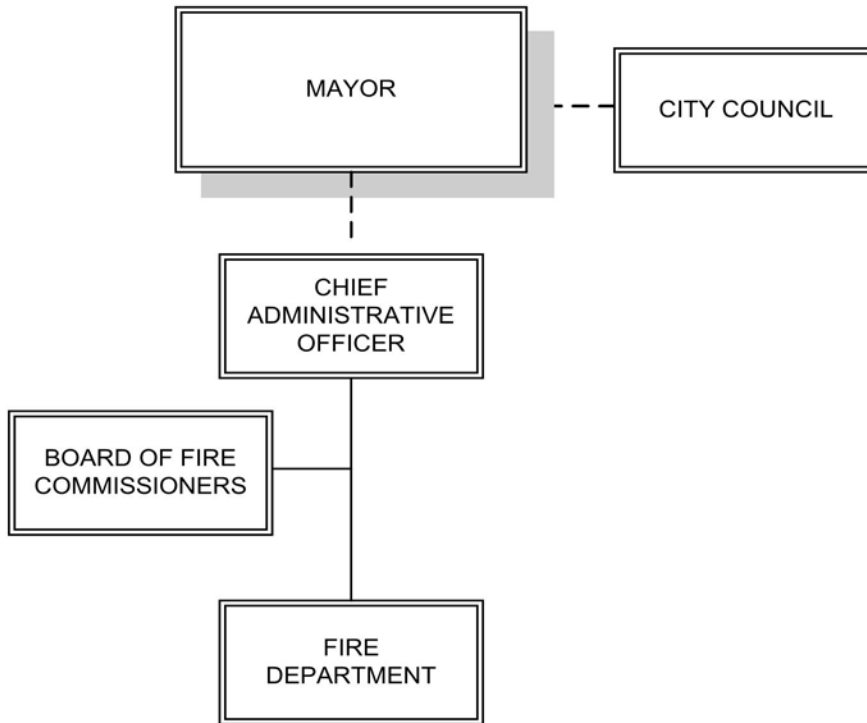 MAYOR
CITY COUNCIL
CHIEF
ADMINISTRATIVE
OFFICER
BOARD OF FIRE
COMMISSIONERS
FIRE
DEPARTMENT